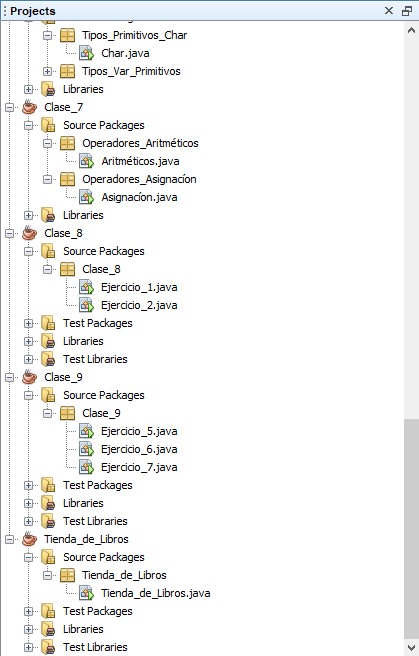 Projects
Tipos_Primitivos_Char
Char.java
Tipos_Var_Primitivos
Libraries
Clase_7
Source Packages
Operadores_Aritméticos
Aritméticos.java
Operadores_Asignacíon
Asignacíon.java
Libraries
Clase_8
Source Packages
Clase_8
Ejercicio_1.java
Ejercicio_2.java
Test Packages
Libraries
Test Libraries
Clase_9
Source Packages
Clase_9
Ejercicio_5.java
Ejercicio_6.java
Ejercicio_7.java
Test Packages
Libraries
Test Libraries
Tienda_de_Libros
Source Packages
Tienda_de_Libros
Tienda_de_Libros.java
Test Packages
Libraries
Test Libraries